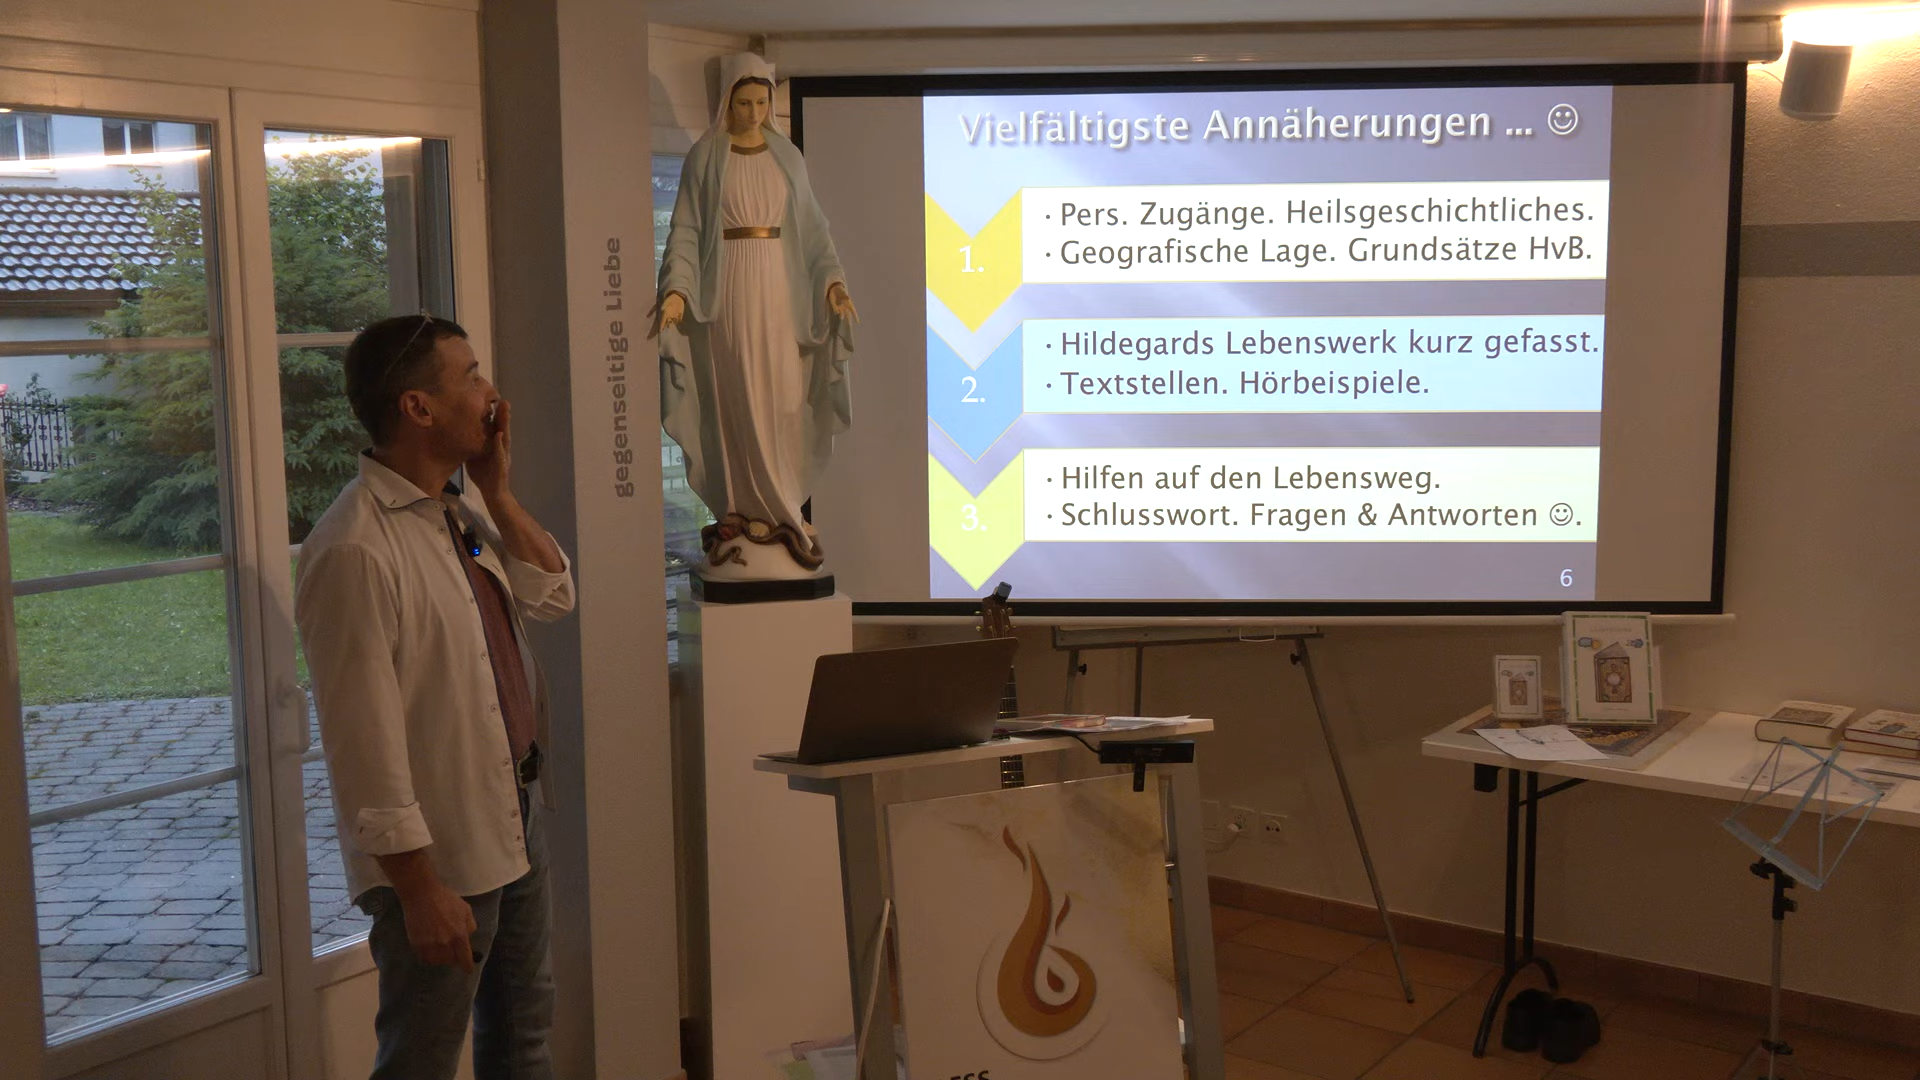 gegenseitige Liebe
Vielfältigste Annäherungen ... ☺
1.
· Pers. Zugänge. Heilsgeschichtliches.
· Geografische Lage. Grundsätze HvB.
2.
· Hildegards Lebenswerk kurz gefasst.
· Textstellen. Hörbeispiele.
3.
· Hilfen auf den Lebensweg.
· Schlusswort. Fragen & Antworten ☺.
6